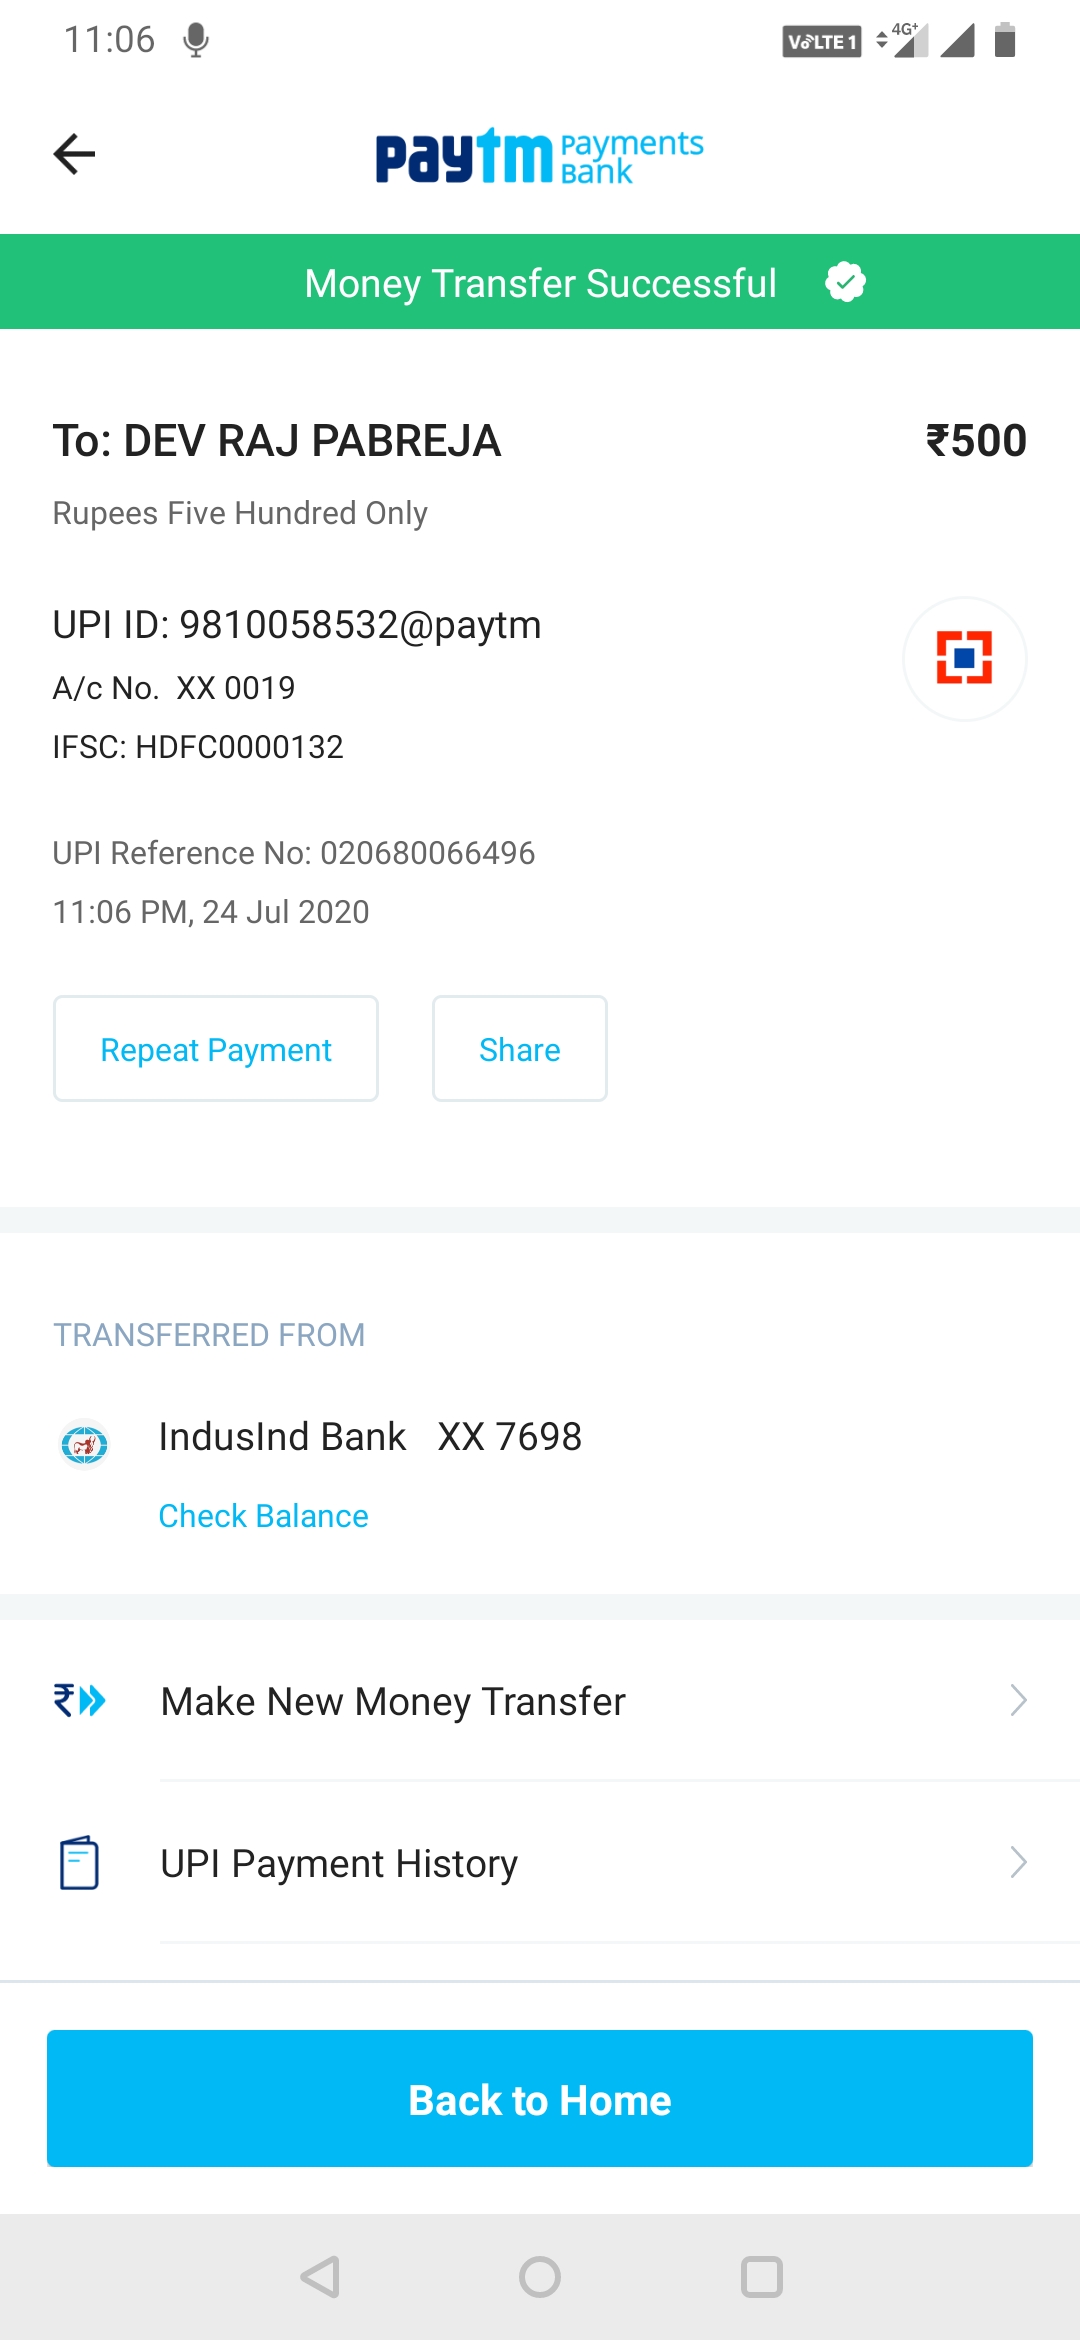 11:06
VoLTE 1 4G+
paytm Payments Bank
Money Transfer Successful
To: DEV RAJ PABREJA ₹500
Rupees Five Hundred Only
UPI ID: 9810058532@paytm
A/c No. XX 0019
IFSC: HDFC0000132
UPI Reference No: 020680066496
11:06 PM, 24 Jul 2020
Repeat Payment Share
TRANSFERRED FROM
IndusInd Bank XX 7698
Check Balance
₹ Make New Money Transfer
UPI Payment History
Back to Home